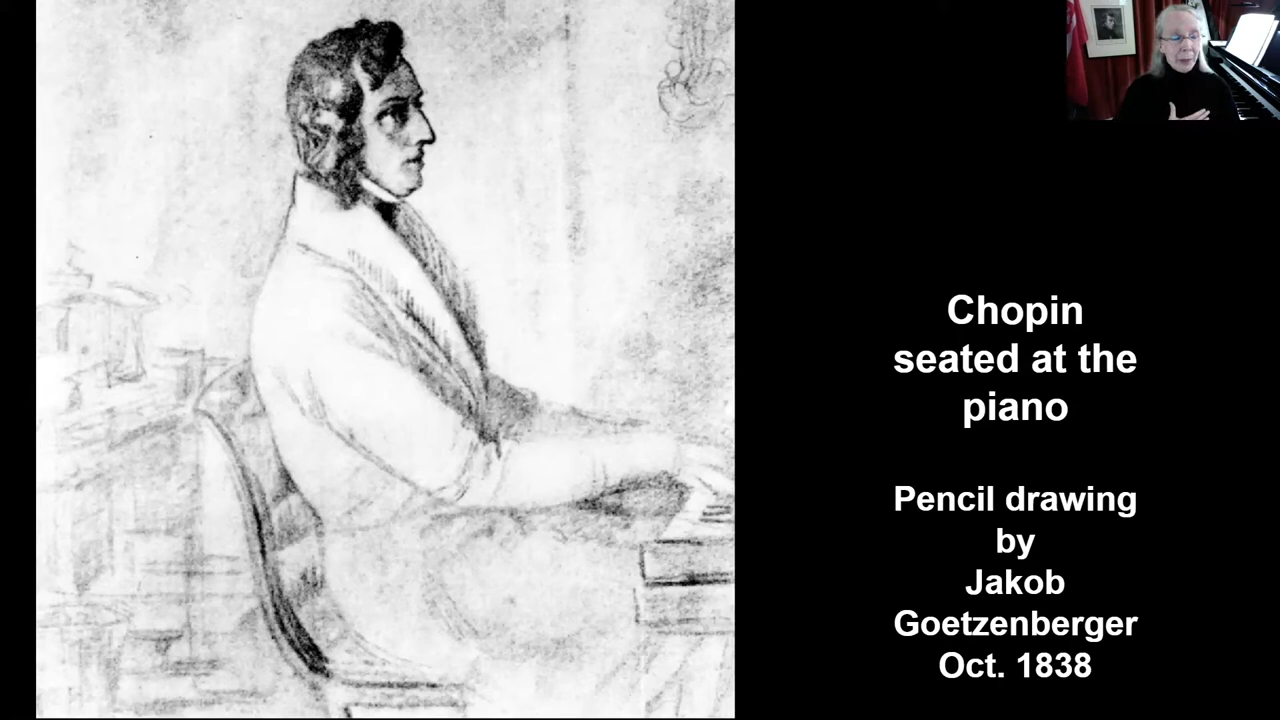 Chopin
seated at the
piano
Pencil drawing
by
Jakob
Goetzenberger
Oct. 1838